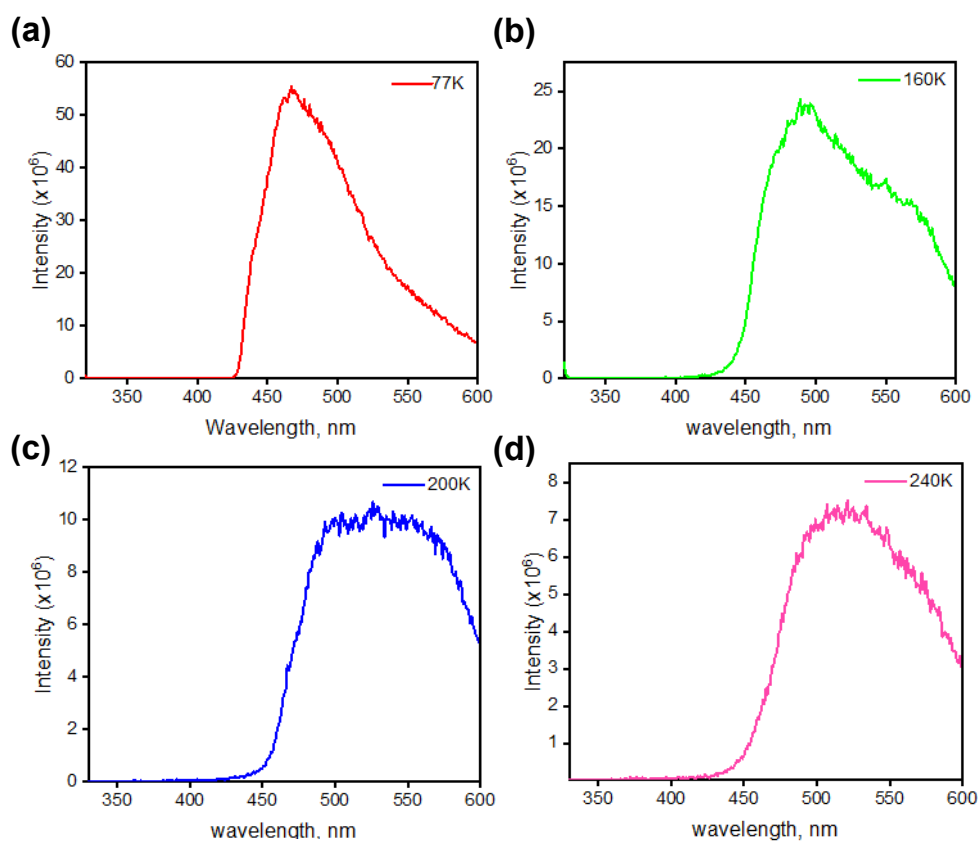 (a)
(b)
60
50
40
30
20
10
0
Intensity (x10⁶)
77K
350 400 450 500 550 600
Wavelength, nm
25
20
15
10
5
0
Intensity (x10⁶)
160K
350 400 450 500 550 600
wavelength, nm
(c)
(d)
12
10
8
6
4
2
0
Intensity (x10⁶)
200K
350 400 450 500 550 600
wavelength, nm
8
7
6
5
4
3
2
1
Intensity (x10⁶)
240K
350 400 450 500 550 600
wavelength, nm